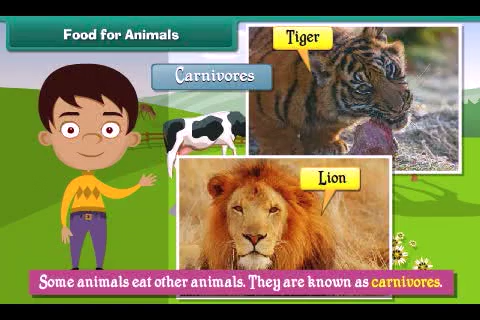 Food for Animals
Tiger
Carnivores
Lion
Some animals eat other animals. They are known as carnivores.